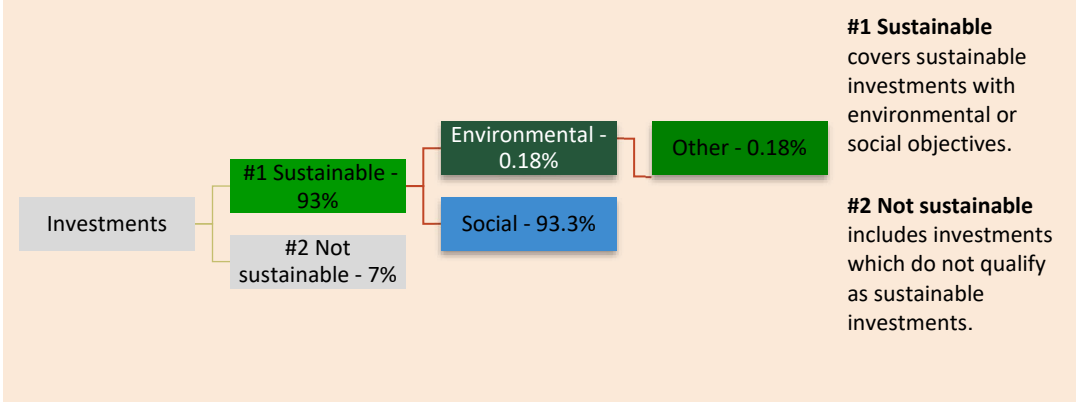 Investments
#1 Sustainable -
93%
#2 Not
sustainable - 7%
Environmental -
0.18%
Social - 93.3%
Other - 0.18%
#1 Sustainable
covers sustainable
investments with
environmental or
social objectives.
#2 Not sustainable
includes investments
which do not qualify
as sustainable
investments.